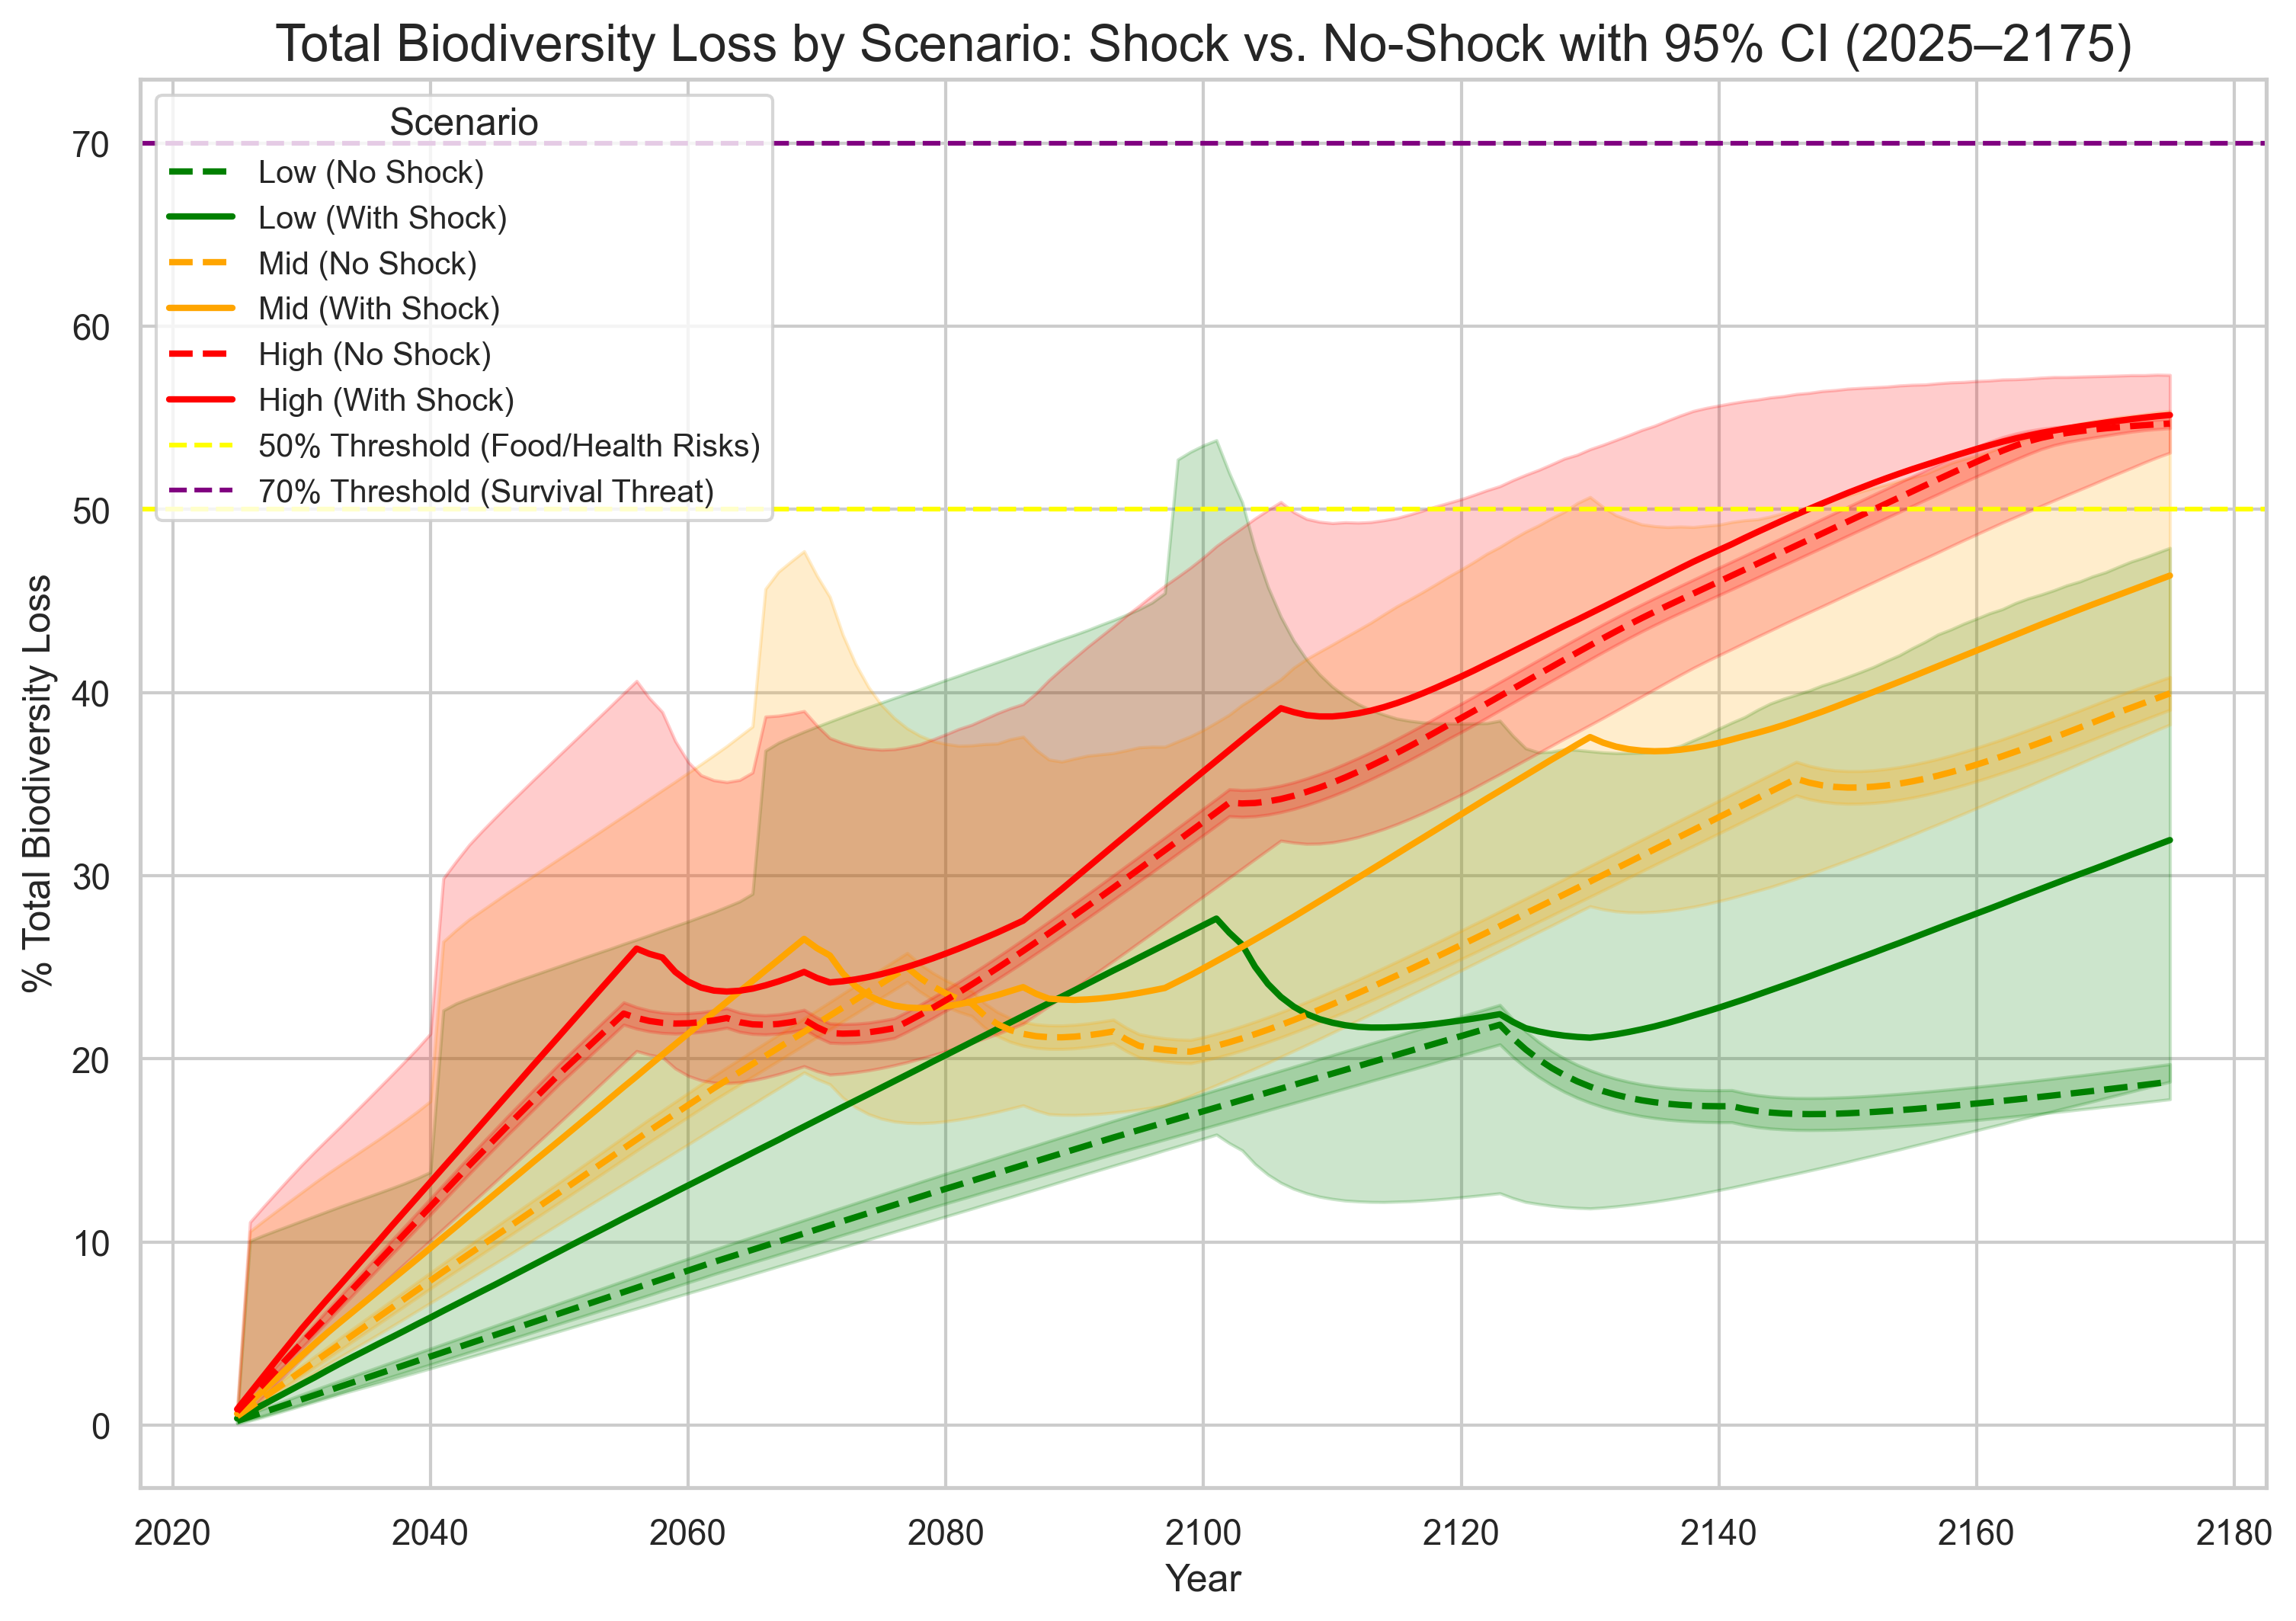 Total Biodiversity Loss by Scenario: Shock vs. No-Shock with 95% CI (2025–2175)
Scenario
Low (No Shock)
Low (With Shock)
Mid (No Shock)
Mid (With Shock)
High (No Shock)
High (With Shock)
50% Threshold (Food/Health Risks)
70% Threshold (Survival Threat)
% Total Biodiversity Loss
70
60
50
40
30
20
10
0
2020 2040 2060 2080 2100 2120 2140 2160 2180
Year